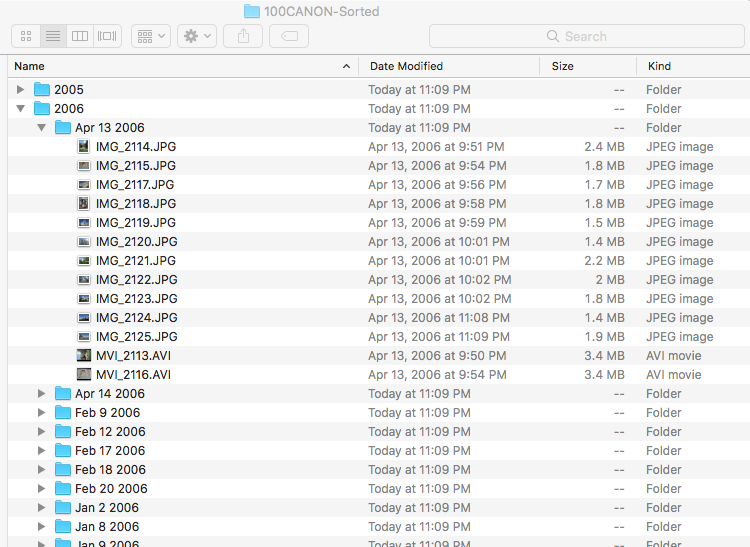 100CANON-Sorted
Search
Name Date Modified Size Kind
2005 Today at 11:09 PM -- Folder
2006 Today at 11:09 PM -- Folder
Apr 13 2006 Today at 11:09 PM -- Folder
IMG_2114.JPG Apr 13, 2006 at 9:51 PM 2.4 MB JPEG image
IMG_2115.JPG Apr 13, 2006 at 9:54 PM 1.8 MB JPEG image
IMG_2117.JPG Apr 13, 2006 at 9:56 PM 1.7 MB JPEG image
IMG_2118.JPG Apr 13, 2006 at 9:58 PM 1.8 MB JPEG image
IMG_2119.JPG Apr 13, 2006 at 9:59 PM 1.5 MB JPEG image
IMG_2120.JPG Apr 13, 2006 at 10:01 PM 1.4 MB JPEG image
IMG_2121.JPG Apr 13, 2006 at 10:01 PM 2.2 MB JPEG image
IMG_2122.JPG Apr 13, 2006 at 10:02 PM 2 MB JPEG image
IMG_2123.JPG Apr 13, 2006 at 10:02 PM 1.8 MB JPEG image
IMG_2124.JPG Apr 13, 2006 at 11:08 PM 1.4 MB JPEG image
IMG_2125.JPG Apr 13, 2006 at 11:09 PM 1.9 MB JPEG image
MVI_2113.AVI Apr 13, 2006 at 9:50 PM 3.4 MB AVI movie
MVI_2116.AVI Apr 13, 2006 at 9:54 PM 3.4 MB AVI movie
Apr 14 2006 Today at 11:09 PM -- Folder
Feb 9 2006 Today at 11:09 PM -- Folder
Feb 12 2006 Today at 11:09 PM -- Folder
Feb 17 2006 Today at 11:09 PM -- Folder
Feb 18 2006 Today at 11:09 PM -- Folder
Feb 20 2006 Today at 11:09 PM -- Folder
Jan 2 2006 Today at 11:09 PM -- Folder
Jan 8 2006 Today at 11:09 PM -- Folder
Jan 9 2006 Today at 11:09 PM -- Folder